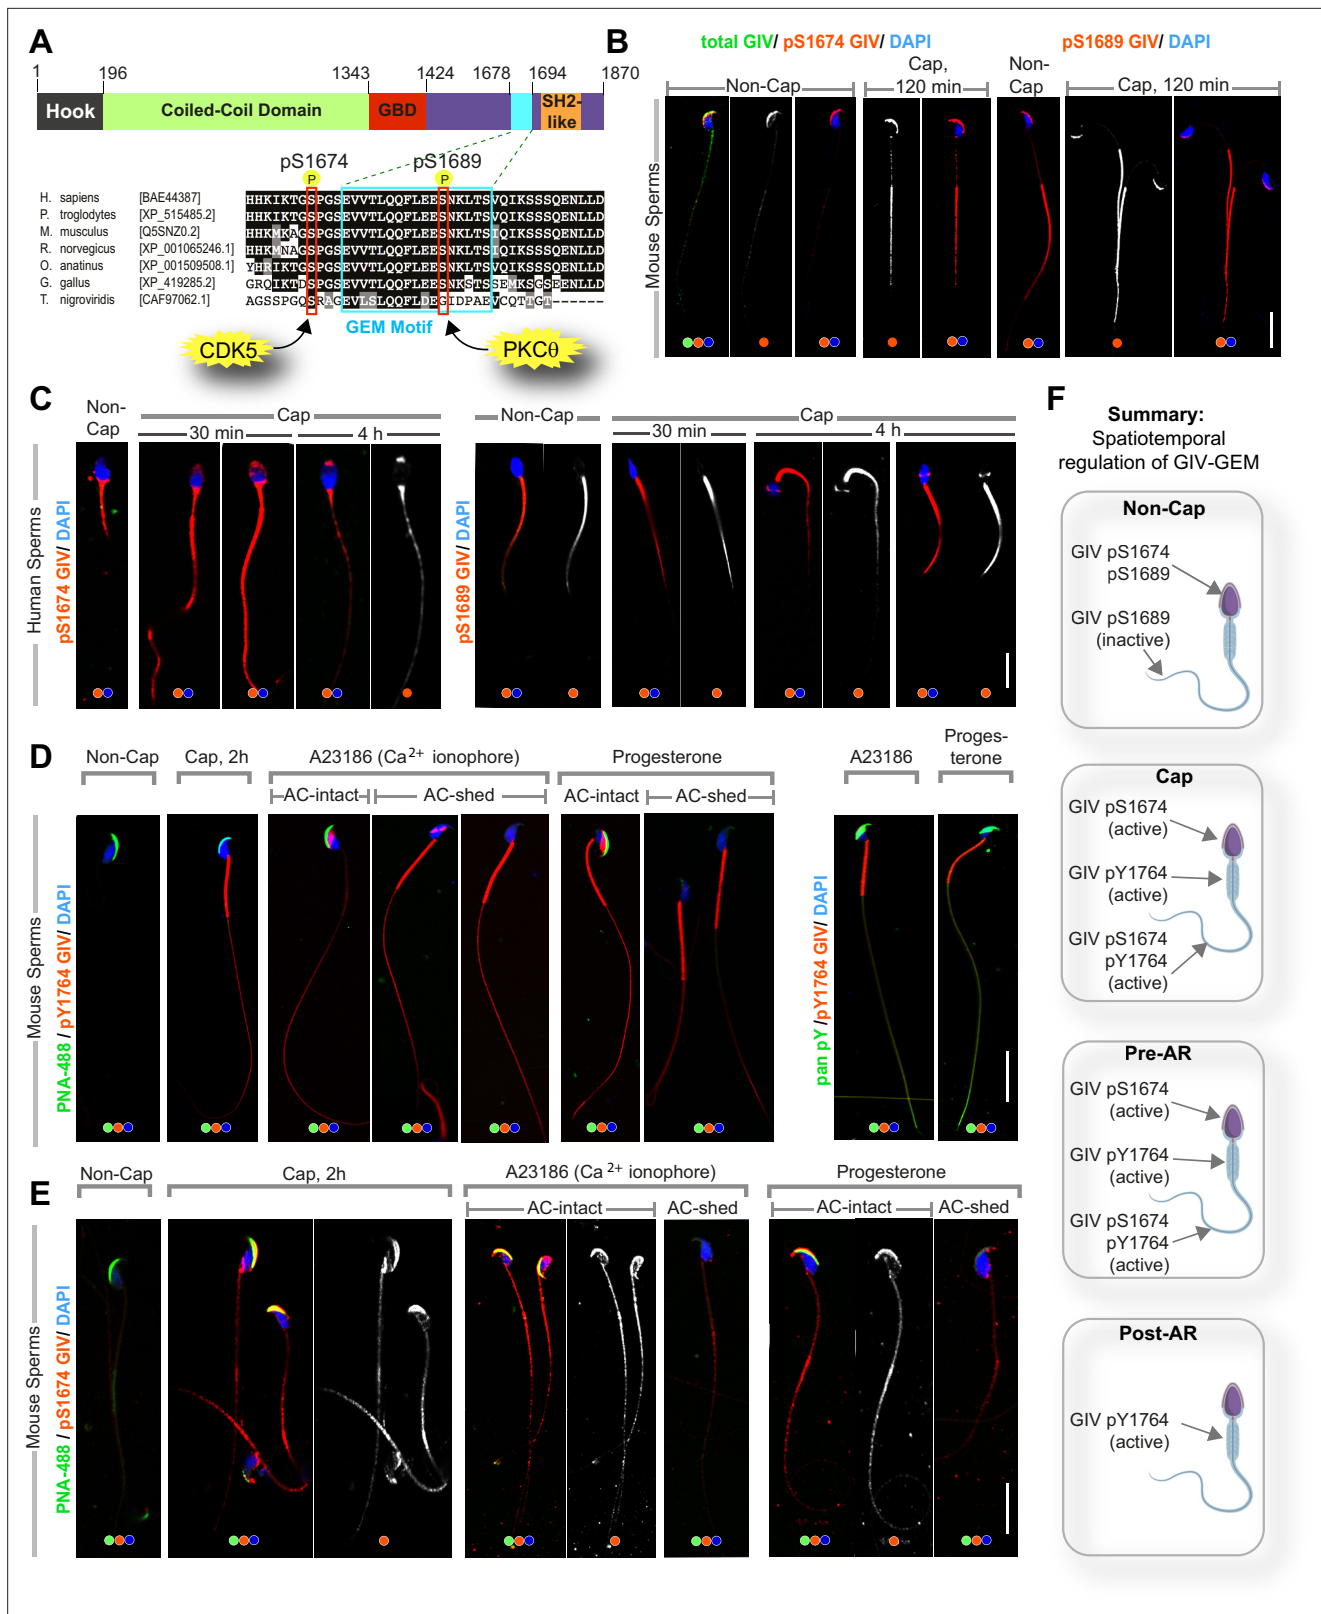 A
1 196 1343 1424 1678 1694 1870
Hook Coiled-Coil Domain GBD SH2-
like
pS1674 pS1689
P P
H. sapiens [BAE44387] HHKIKTGSPGSEVVTLQQFLEESNKLTSVQIKSSSQENLLD
P. troglodytes [XP_515485.2] HHKIKTGSPGSEVVTLQQFLEESNKLTSVQIKSSSQENLLD
M. musculus [Q5SNZ0.2] HHKMKAGSPGSEVVTLQQFLEESNKLTSIQIKSSSQENLLD
R. norvegicus [XP_001065246.1] HHKMNAGSPGSEVVTLQQFLEESNKLTSIQIKSSSQENLLD
O. anatinus [XP_001509508.1] YHRIKTGSPGSEVVTLQQFLEESNKLTSVQIKSSSQENLLD
G. gallus [XP_419285.2] GRQIKTDSPGSEVVTLQQFLEESNKSTSSEMKSGSEENLLD
T. nigroviridis [CAF97062.1] AGSSPGQSRAGEVLSLQQFLDEGIDPAEVCQTTGT------
GEM Motif
CDK5 PKCθ
B
total GIV/ pS1674 GIV/ DAPI pS1689 GIV/ DAPI
Mouse Sperms
Non-Cap
Cap,
120 min
Non-
Cap
Cap, 120 min
C
Human Sperms
pS1674 GIV/ DAPI
Non-
Cap
Cap
30 min 4 h
pS1689 GIV/ DAPI
Non-Cap Cap
30 min 4 h
D
Mouse Sperms
PNA-488 / pY1764 GIV/ DAPI
Non-Cap Cap, 2h A23186 (Ca2+ ionophore) Progesterone
AC-intact AC-shed AC-intact AC-shed
pan pY /pY1764 GIV/ DAPI
A23186
Proges-
terone
E
Mouse Sperms
PNA-488 / pS1674 GIV/ DAPI
Non-Cap Cap, 2h A23186 (Ca 2+ ionophore) Progesterone
AC-intact AC-shed AC-intact AC-shed
F
Summary:
Spatiotemporal
regulation of GIV-GEM
Non-Cap
GIV pS1674
pS1689
GIV pS1689
(inactive)
Cap
GIV pS1674
(active)
GIV pY1764
(active)
GIV pS1674
pY1764
(active)
Pre-AR
GIV pS1674
(active)
GIV pY1764
(active)
GIV pS1674
pY1764
(active)
Post-AR
GIV pY1764
(active)